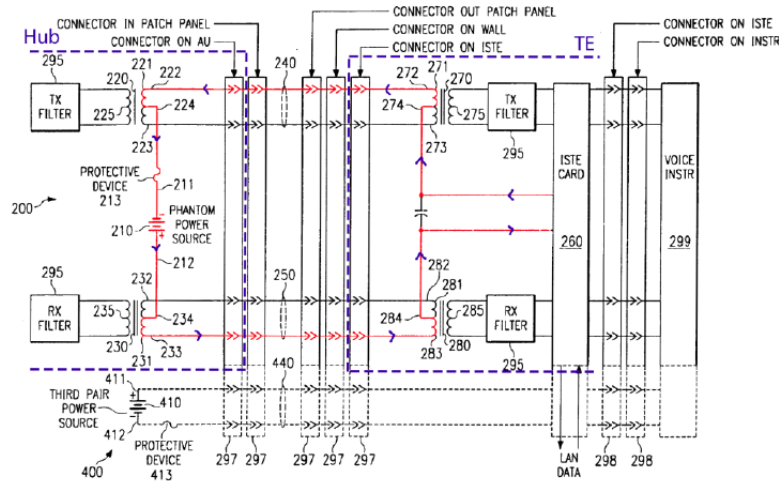 CONNECTOR IN PATCH PANEL
CONNECTOR ON AU
CONNECTOR OUT PATCH PANEL
CONNECTOR ON WALL
CONNECTOR ON ISTE
CONNECTOR ON ISTE
CONNECTOR ON INSTR
Hub
TE
295
220
221
222
240
272
271
270
TX
FILTER
225
224
223
274
275
273
TX
FILTER
295
PROTECTIVE
DEVICE
213
211
200
210
PHANTOM
POWER
SOURCE
212
ISTE
CARD
260
VOICE
INSTR
299
295
232
250
282
281
RX
FILTER
235
234
230
231
233
284
285
283
280
RX
FILTER
295
411
440
THIRD PAIR
POWER
SOURCE
+
410
-
412
PROTECTIVE
DEVICE
413
400
297
297
297
297
297
LAN
DATA
298
298